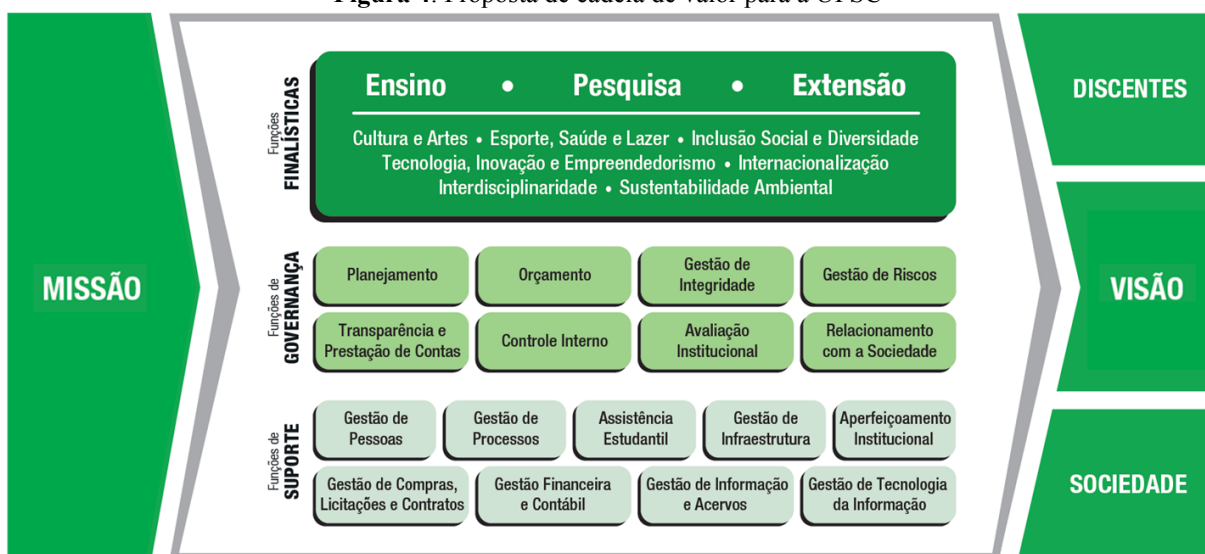 Figura 4: Proposta de cadeia de valor para a UFSC
MISSÃO
Funções
FINALÍSTICAS
Ensino • Pesquisa • Extensão
Cultura e Artes • Esporte, Saúde e Lazer • Inclusão Social e Diversidade
Tecnologia, Inovação e Empreendedorismo • Internacionalização
Interdisciplinaridade • Sustentabilidade Ambiental
Funções de
GOVERNANÇA
Planejamento
Orçamento
Gestão de
Integridade
Gestão de Riscos
Transparência e
Prestação de Contas
Controle Interno
Avaliação
Institucional
Relacionamento
com a Sociedade
Funções de
SUPORTE
Gestão de
Pessoas
Gestão de
Processos
Assistência
Estudantil
Gestão de
Infraestrutura
Aperfeiçoamento
Institucional
Gestão de Compras,
Licitações e Contratos
Gestão Financeira
e Contábil
Gestão de Informação
e Acervos
Gestão de Tecnologia
da Informação
DISCENTES
VISÃO
SOCIEDADE